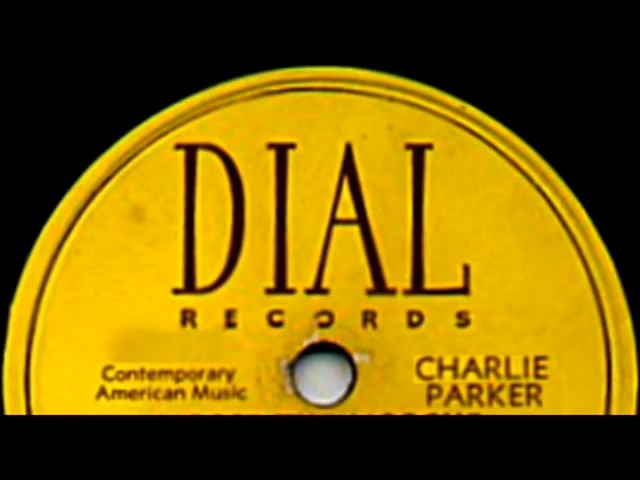 DIAL
RECORDS
Contemporary
American Music
CHARLIE
PARKER